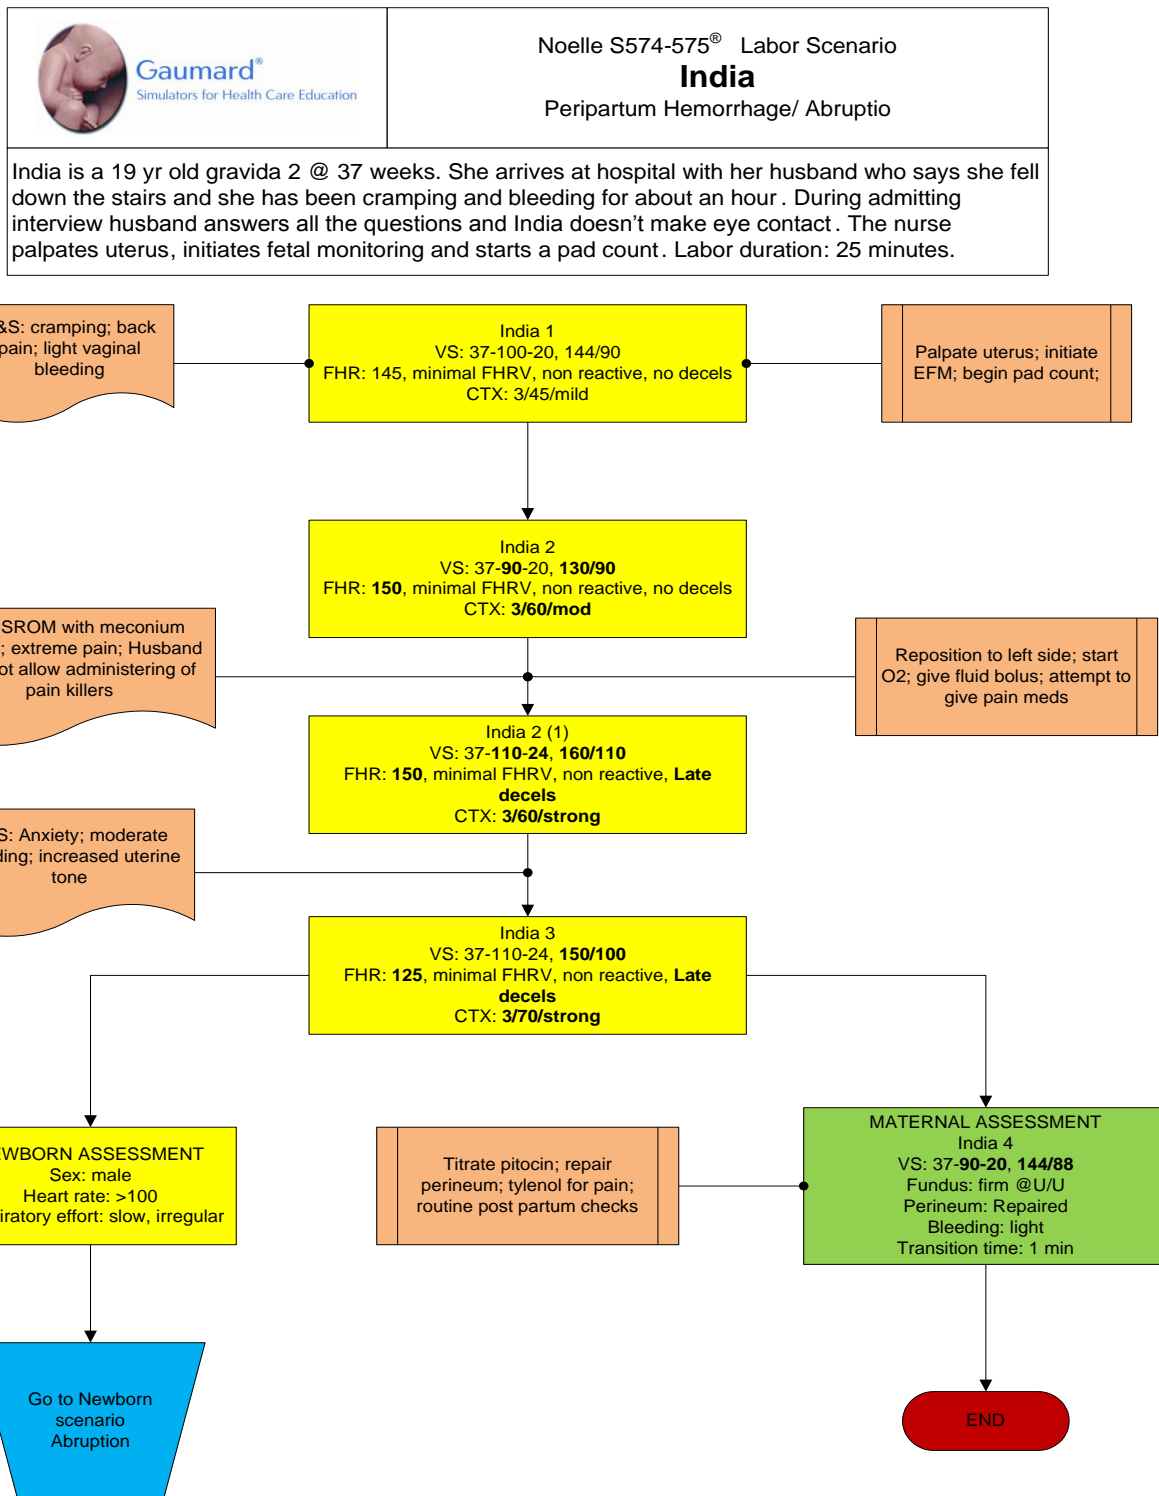 Gaumard®
Simulators for Health Care Education
Noelle S574-575® Labor Scenario
India
Peripartum Hemorrhage/ Abruptio
India is a 19 yr old gravida 2 @ 37 weeks. She arrives at hospital with her husband who says she fell
down the stairs and she has been cramping and bleeding for about an hour. During admitting
interview husband answers all the questions and India doesn't make eye contact. The nurse
palpates uterus, initiates fetal monitoring and starts a pad count. Labor duration: 25 minutes.
&S: cramping; back
pain; light vaginal
bleeding
India 1
VS: 37-100-20, 144/90
FHR: 145, minimal FHRV, non reactive, no decels
CTX: 3/45/mild
Palpate uterus; initiate
EFM; begin pad count;
India 2
VS: 37-90-20, 130/90
FHR: 150, minimal FHRV, non reactive, no decels
CTX: 3/60/mod
SROM with meconium
; extreme pain; Husband
allow administering of
pain killers
Reposition to left side; start
O2; give fluid bolus; attempt to
give pain meds
India 2 (1)
VS: 37-110-24, 160/110
FHR: 150, minimal FHRV, non reactive, Late
decels
CTX: 3/60/strong
S: Anxiety; moderate
increased uterine
tone
India 3
VS: 37-110-24, 150/100
FHR: 125, minimal FHRV, non reactive, Late
decels
CTX: 3/70/strong
ASSESSMENT
Sex: male
Heart rate: >100
effort: slow, irregular
Titrate pitocin; repair
perineum; tylenol for pain;
routine post partum checks
MATERNAL ASSESSMENT
India 4
VS: 37-90-20, 144/88
Fundus: firm @U/U
Perineum: Repaired
Bleeding: light
Transition time: 1 min
Go to Newborn
scenario
Abruption
END